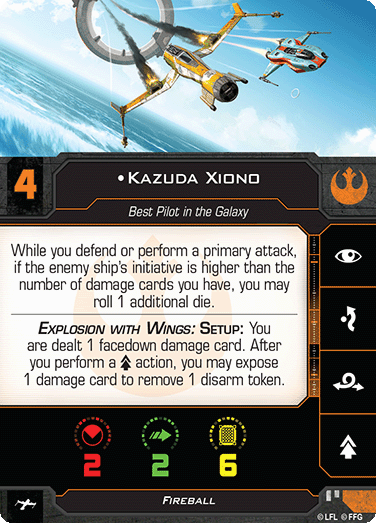 4
•Kazuda Xiono
Best Pilot in the Galaxy
While you defend or perform a primary attack,
if the enemy ship's initiative is higher than the
number of damage cards you have, you may
roll 1 additional die.
Explosion with Wings: Setup: You
are dealt 1 facedown damage card. After
you perform a action, you may expose
1 damage card to remove 1 disarm token.
2 2 6
Fireball
© LFL © FFG